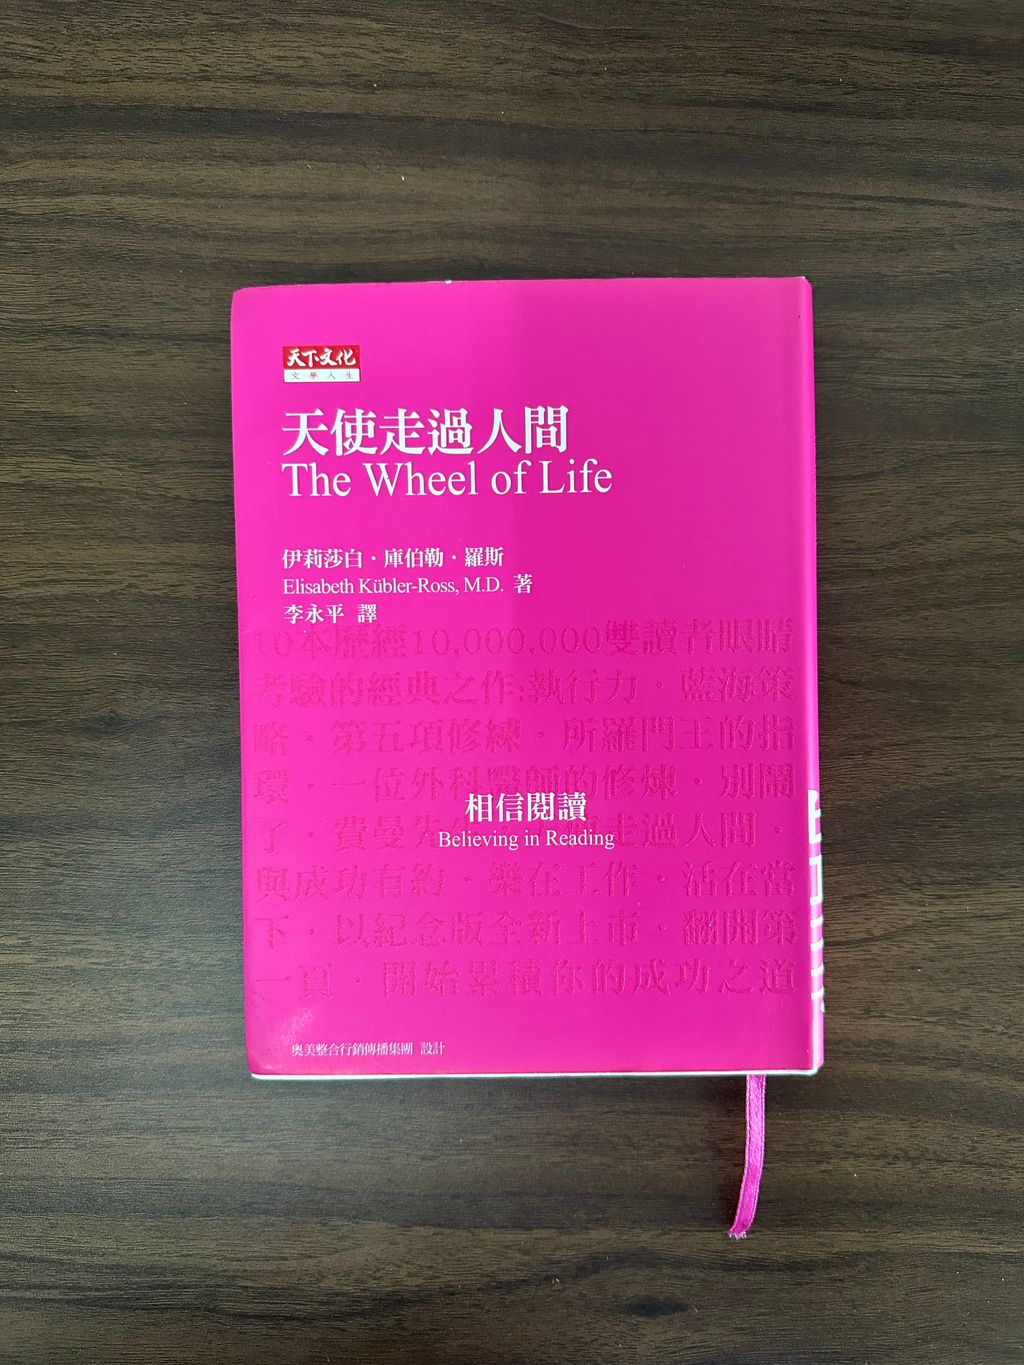 天下文化
文學人生
天使走過人間
The Wheel of Life
伊莉莎白・庫伯勒・羅斯
Elisabeth Kübler-Ross, M.D. 著
李永平 譯
10本歷經10,000,000雙讀者眼睛
考驗的經典之作:執行力・藍海策
略・第五項修練・所羅門王的指
環・一位外科醫師的修煉・別鬧
了・費曼先生・天使走過人間・
相信閱讀
Believing in Reading
與成功有約・樂在工作・活在當
下・以紀念版全新上市・翻開第
一頁・開始累積你的成功之道
奧美整合行銷傳播集團 設計